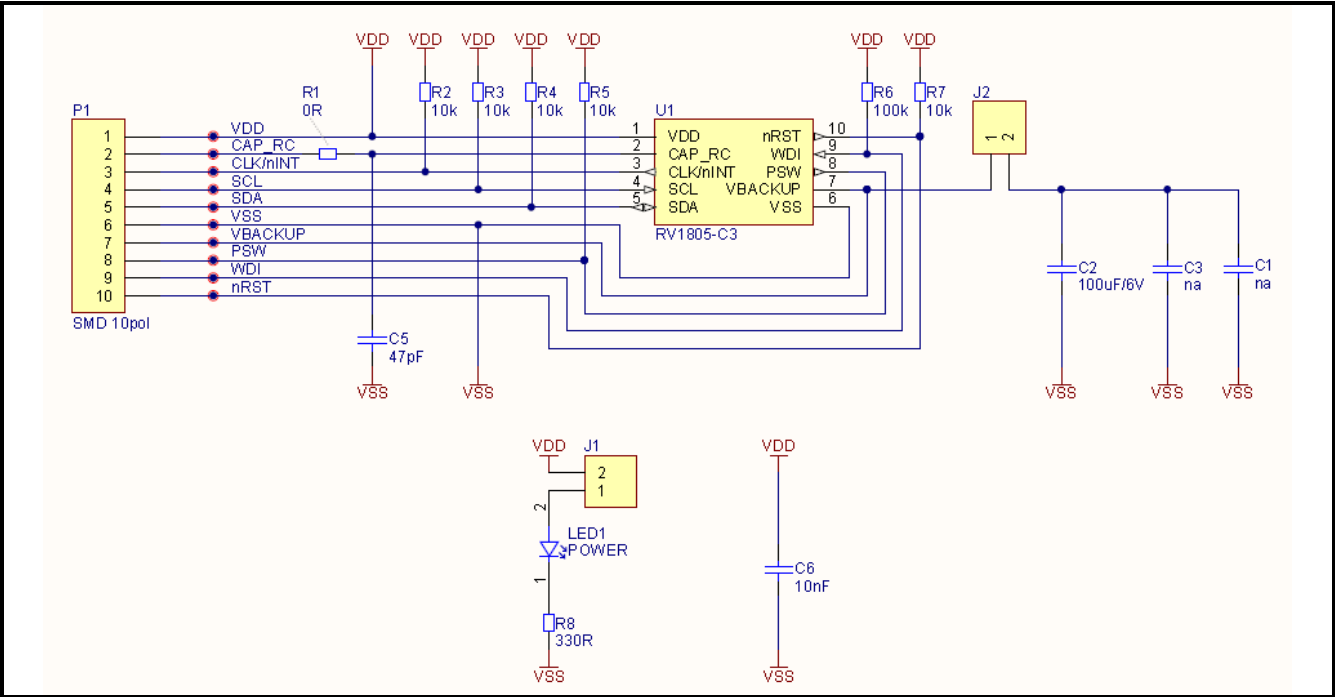 VDD VDD VDD VDD VDD VDD VDD
R1
0R
R2
10k
R3
10k
R4
10k
R5
10k
R6
100k
R7
10k
J2
1
2
P1
1 VDD
2 CAP_RC
3 CLK/nINT
4 SCL
5 SDA
6 VSS
7 VBACKUP
8 PSW
9 WDI
10 nRST
SMD 10pol
U1
1 VDD nRST 10
2 CAP_RC WDI 9
3 CLK/nINT PSW 8
4 SCL VBACKUP 7
5 SDA VSS 6
RV1805-C3
C2
100uF/6V
C3
na
C1
na
C5
47pF
VSS VSS VSS VSS VSS
VDD
J1
2
1
2
LED1
POWER
1
R8
330R
VSS
VDD
C6
10nF
VSS